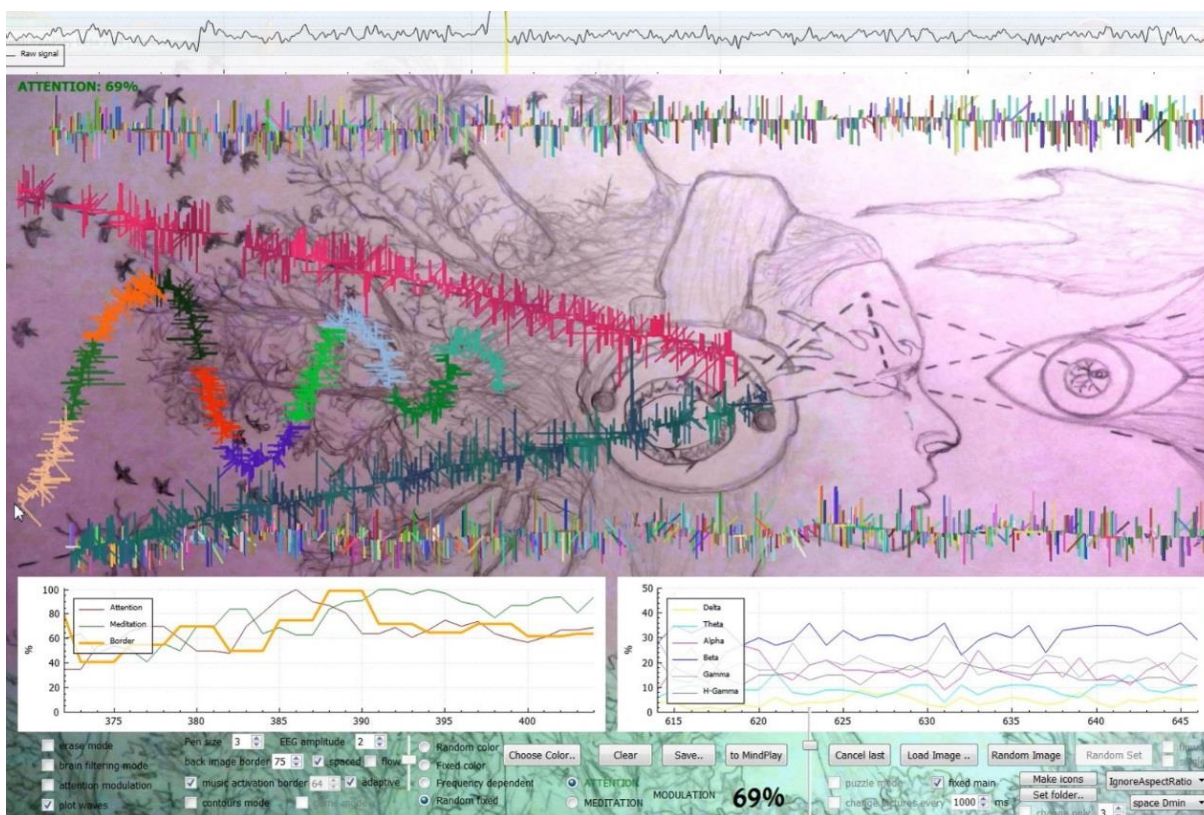 Raw signal
ATTENTION: 69%
100
80
60
40
20
0
%
Attention
Meditation
Border
375 380 385 390 395 400
50
40
30
20
10
0
%
Delta
Theta
Alpha
Beta
Gamma
H-Gamma
615 620 625 630 635 640 645
erase mode
brain filtering mode
attention modulation
plot waves
Pen size 3 EEG amplitude 2
back image border 75 spaced flow
music activation border 64 adaptive
contours mode
Random color
Fixed color
Frequency dependent
Random fixed
Choose Color.. Clear Save.. to MindPlay
ATTENTION
MEDITATION
MODULATION 69%
Cancel last Load Image .. Random Image Random Set
puzzle mode fixed main Make icons IgnoreAspectRatio
Set folder..
change pictures every 1000 ms space Dmin
3